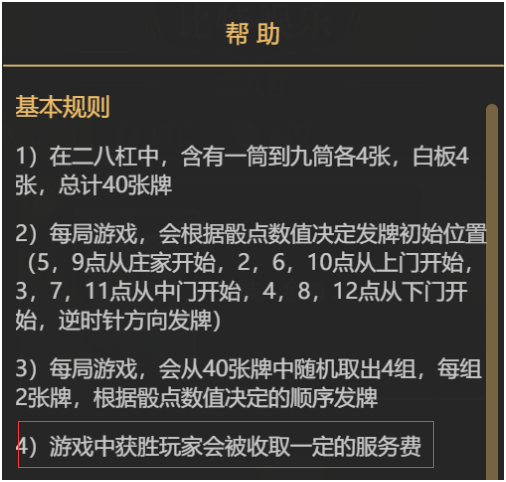 帮 助
基本规则
1）在二八杠中，含有一筒到九筒各4张，白板4
张，总计40张牌
2）每局游戏，会根据骰点数值决定发牌初始位置
（5，9点从庄家开始，2，6，10点从上门开始，
3，7，11点从中门开始，4，8，12点从下门开
始，逆时针方向发牌）
3）每局游戏，会从40张牌中随机取出4组，每组
2张牌，根据骰点数值决定的顺序发牌
4）游戏中获胜玩家会被收取一定的服务费